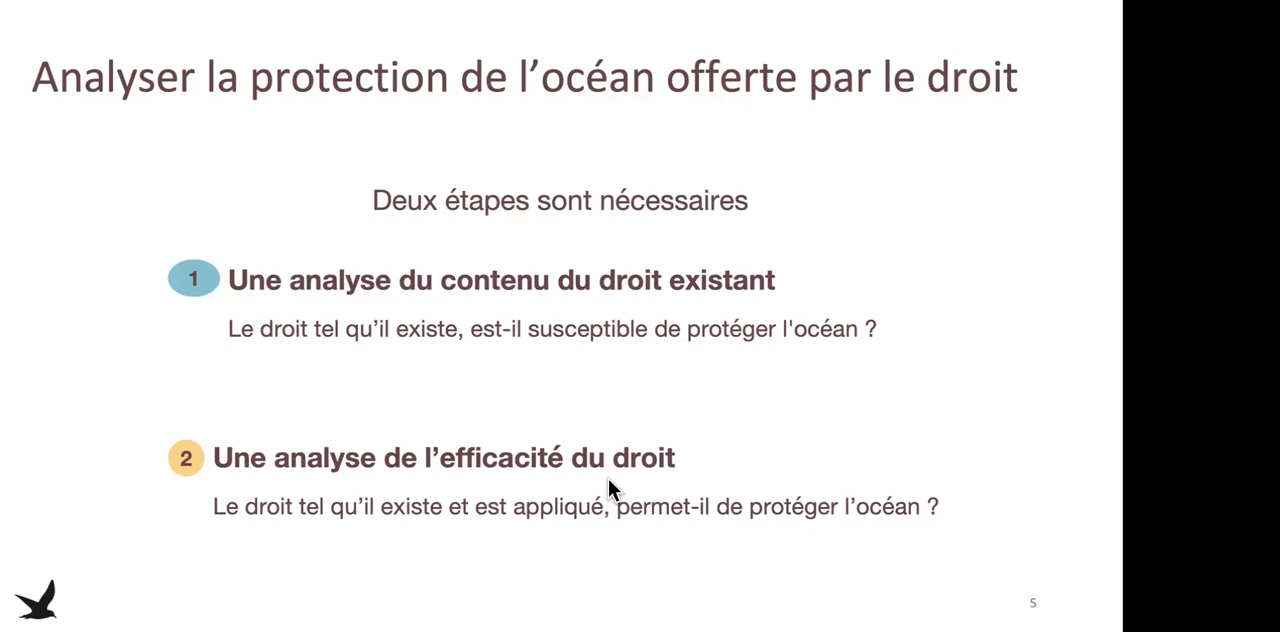 Analyser la protection de l’océan offerte par le droit
Deux étapes sont nécessaires
1 Une analyse du contenu du droit existant
Le droit tel qu’il existe, est-il susceptible de protéger l'océan ?
2 Une analyse de l’efficacité du droit
Le droit tel qu’il existe et est appliqué, permet-il de protéger l’océan ?
5